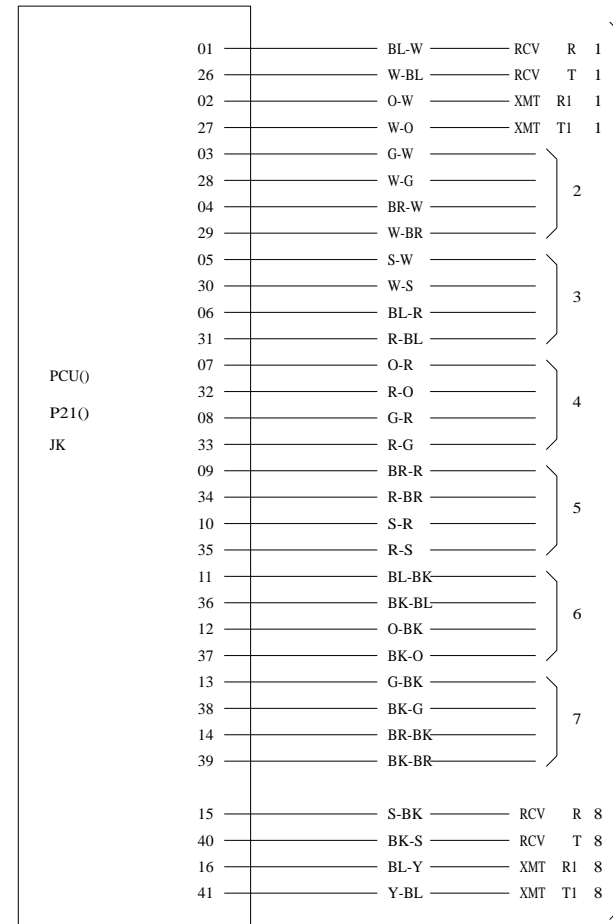 01 BL-W RCV R 1
26 W-BL RCV T 1
02 O-W XMT R1 1
27 W-O XMT T1 1
03 G-W
28 W-G
2
04 BR-W
29 W-BR
05 S-W
30 W-S
3
06 BL-R
31 R-BL
07 O-R
PCU()
32 R-O
4
P21()
08 G-R
JK
33 R-G
09 BR-R
34 R-BR
5
10 S-R
35 R-S
11 BL-BK
36 BK-BL
6
12 O-BK
37 BK-O
13 G-BK
38 BK-G
7
14 BR-BK
39 BK-BR
15 S-BK RCV R 8
40 BK-S RCV T 8
16 BL-Y XMT R1 8
41 Y-BL XMT T1 8